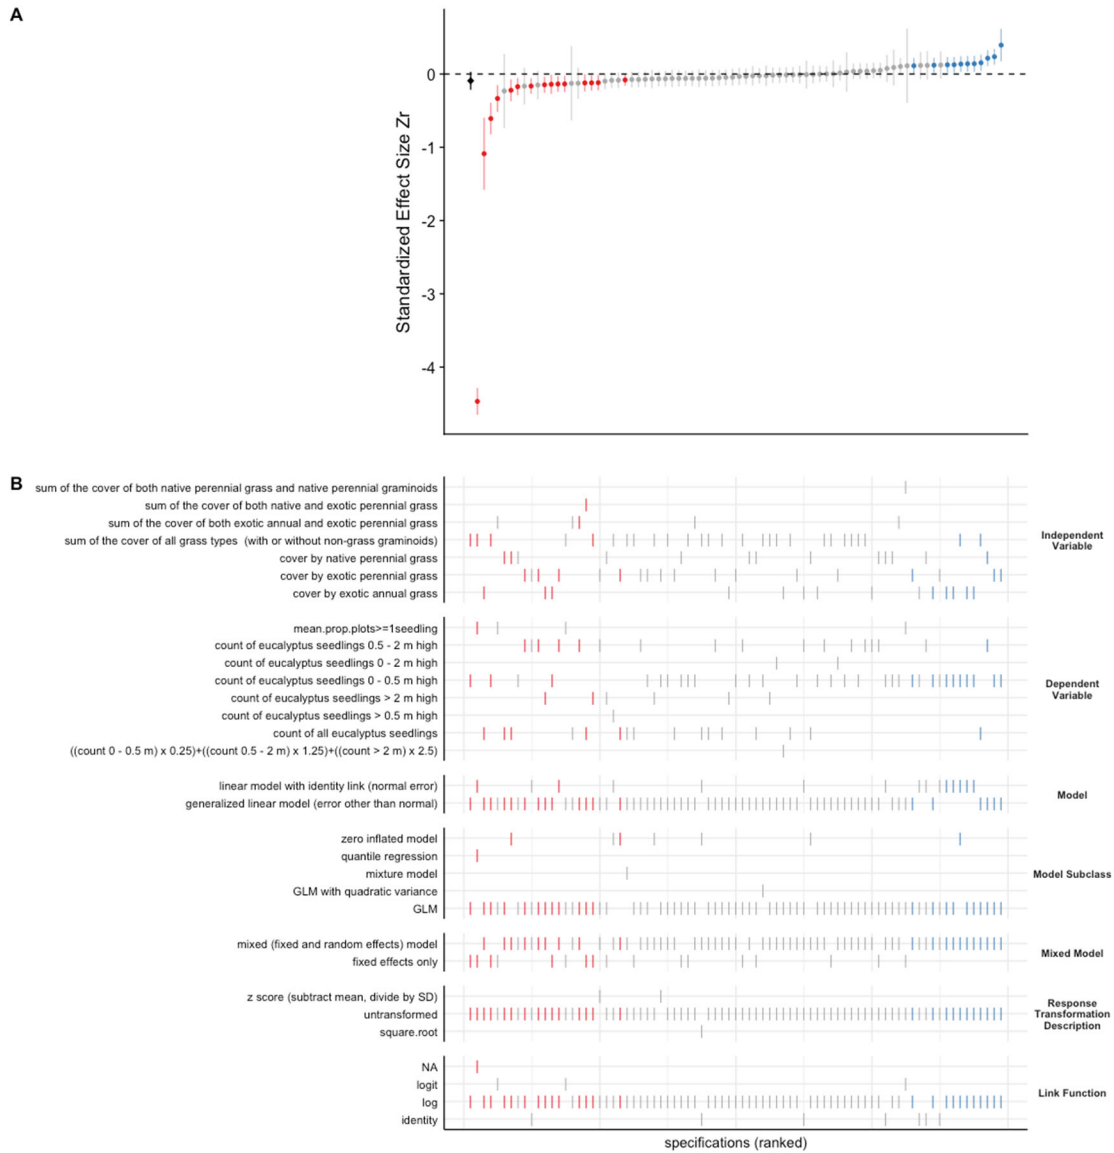 A
Standardized Effect Size Zr
0
-1
-2
-3
-4
B
sum of the cover of both native perennial grass and native perennial graminoids
sum of the cover of both native and exotic perennial grass
sum of the cover of both exotic annual and exotic perennial grass
sum of the cover of all grass types (with or without non-grass graminoids)
cover by native perennial grass
cover by exotic perennial grass
cover by exotic annual grass
Independent
Variable
mean.prop.plots>=1seedling
count of eucalyptus seedlings 0.5 - 2 m high
count of eucalyptus seedlings 0 - 2 m high
count of eucalyptus seedlings 0 - 0.5 m high
count of eucalyptus seedlings > 2 m high
count of eucalyptus seedlings > 0.5 m high
count of all eucalyptus seedlings
((count 0 - 0.5 m) x 0.25)+((count 0.5 - 2 m) x 1.25)+((count > 2 m) x 2.5)
Dependent
Variable
linear model with identity link (normal error)
generalized linear model (error other than normal)
Model
zero inflated model
quantile regression
mixture model
GLM with quadratic variance
GLM
Model Subclass
mixed (fixed and random effects) model
fixed effects only
Mixed Model
z score (subtract mean, divide by SD)
untransformed
square.root
Response
Transformation
Description
NA
logit
log
identity
Link Function
specifications (ranked)